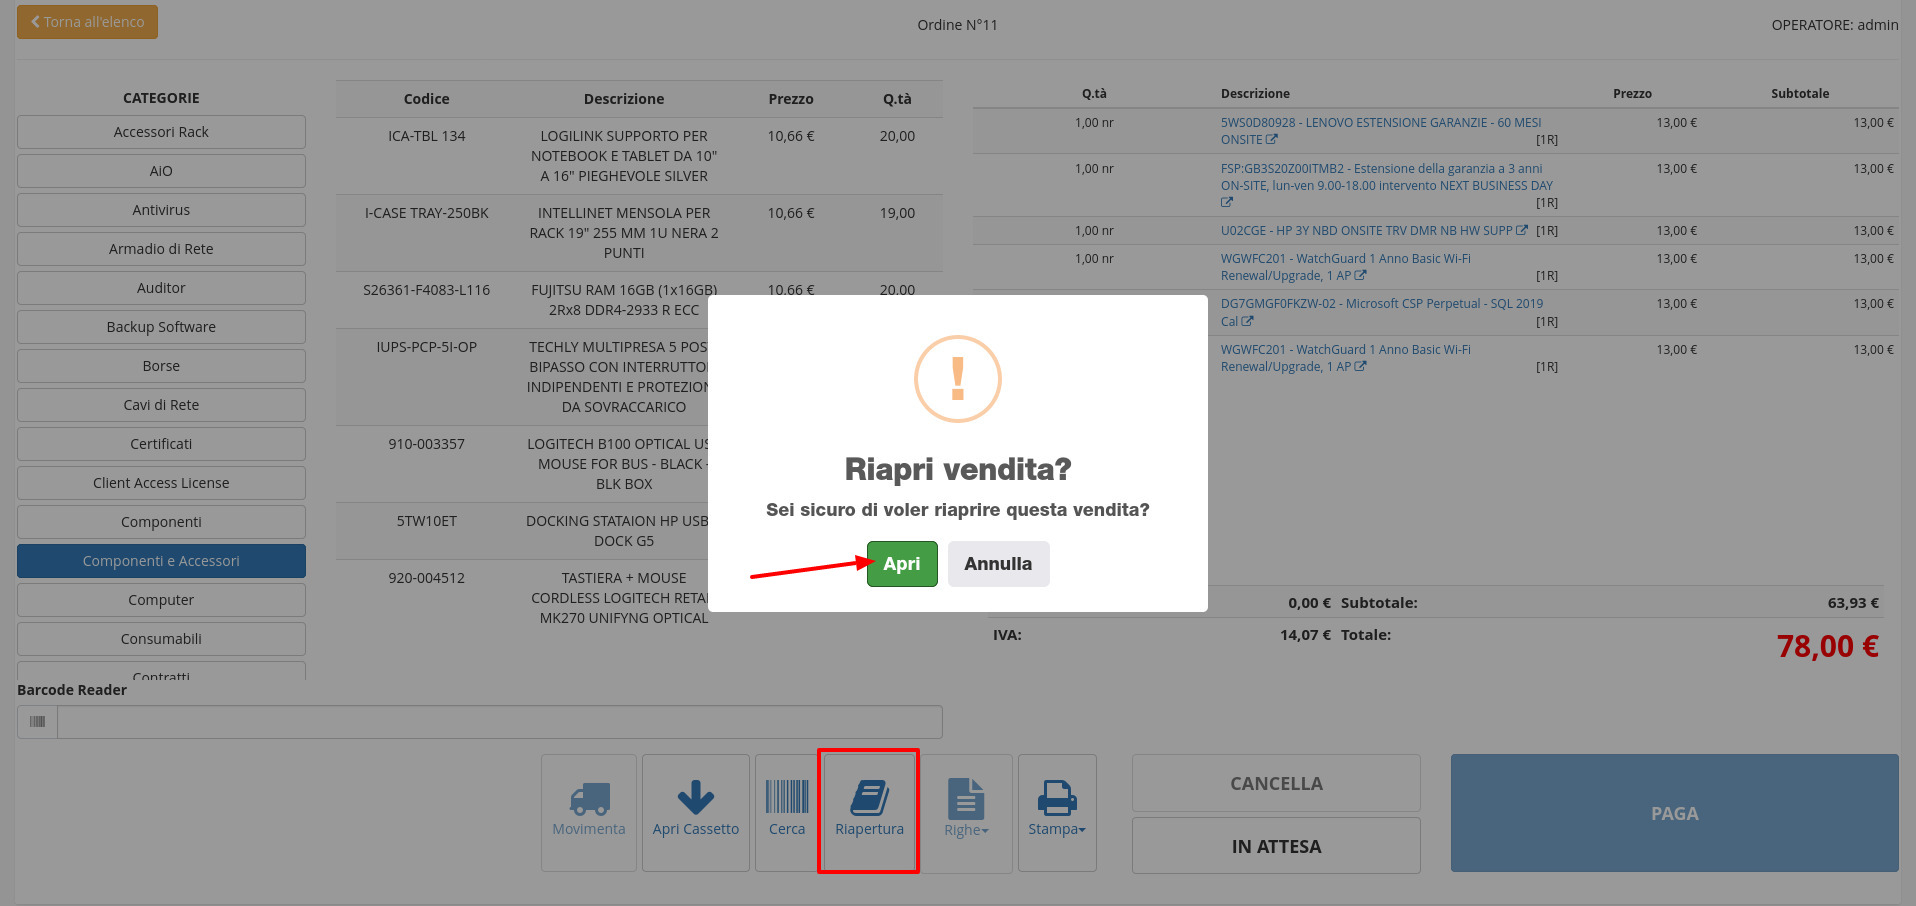 Torna all'elenco
Ordine N°11
OPERATORE: admin
CATEGORIE
Accessori Rack
AiO
Antivirus
Armadio di Rete
Auditor
Backup Software
Borse
Cavi di Rete
Certificati
Client Access License
Componenti
Componenti e Accessori
Computer
Consumabili
Contratti
Codice Descrizione Prezzo Q.tà
ICA-TBL 134 LOGILINK SUPPORTO PER 10,66 € 20,00
NOTEBOOK E TABLET DA 10"
A 16" PIEGHEVOLE SILVER
I-CASE TRAY-250BK INTELLINET MENSOLA PER 10,66 € 19,00
RACK 19" 255 MM 1U NERA 2
PUNTI
S26361-F4083-L116 FUJITSU RAM 16GB (1x16GB) 10,66 € 20,00
2Rx8 DDR4-2933 R ECC
IUPS-PCP-5I-OP TECHLY MULTIPRESA 5 POS
BIPASSO CON INTERRUTTO
INDIPENDENTI E PROTEZION
DA SOVRACCARICO
910-003357 LOGITECH B100 OPTICAL US
MOUSE FOR BUS - BLACK -
BLK BOX
5TW10ET DOCKING STATAION HP USB
DOCK G5
920-004512 TASTIERA + MOUSE
CORDLESS LOGITECH RETA
MK270 UNIFYNG OPTICAL
Q.tà Descrizione Prezzo Subtotale
1,00 nr 5WS0D80928 - LENOVO ESTENSIONE GARANZIE - 60 MESI 13,00 € 13,00 €
ONSITE [1R]
1,00 nr FSP:GB3S20Z00ITMB2 - Estensione della garanzia a 3 anni 13,00 € 13,00 €
ON-SITE, lun-ven 9.00-18.00 intervento NEXT BUSINESS DAY
[1R]
1,00 nr U02CGE - HP 3Y NBD ONSITE TRV DMR NB HW SUPP [1R] 13,00 € 13,00 €
1,00 nr WGWFC201 - WatchGuard 1 Anno Basic Wi-Fi 13,00 € 13,00 €
Renewal/Upgrade, 1 AP [1R]
DG7GMGF0FKZW-02 - Microsoft CSP Perpetual - SQL 2019 13,00 € 13,00 €
Cal [1R]
WGWFC201 - WatchGuard 1 Anno Basic Wi-Fi 13,00 € 13,00 €
Renewal/Upgrade, 1 AP [1R]
!
Riapri vendita?
Sei sicuro di voler riaprire questa vendita?
Apri Annulla
0,00 € Subtotale: 63,93 €
IVA: 14,07 € Totale: 78,00 €
Barcode Reader
Movimenta
Apri Cassetto
Cerca
Riapertura
Righe
Stampa
CANCELLA
IN ATTESA
PAGA